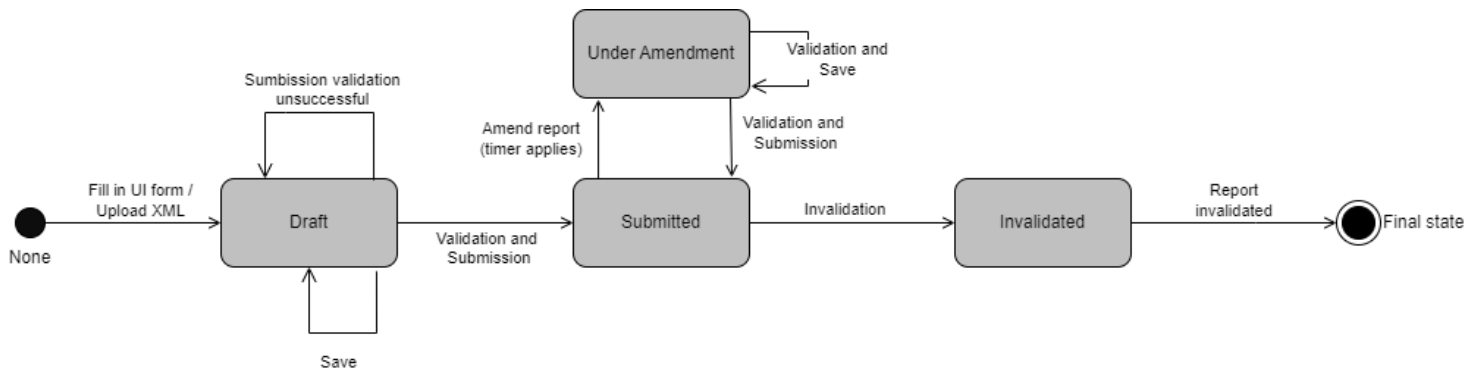 Under Amendment
Validation and
Save
Sumbission validation
unsuccessful
Amend report
(timer applies)
Validation and
Submission
Fill in UI form /
Upload XML
None
Draft
Validation and
Submission
Save
Submitted
Invalidation
Invalidated
Report
invalidated
Final state